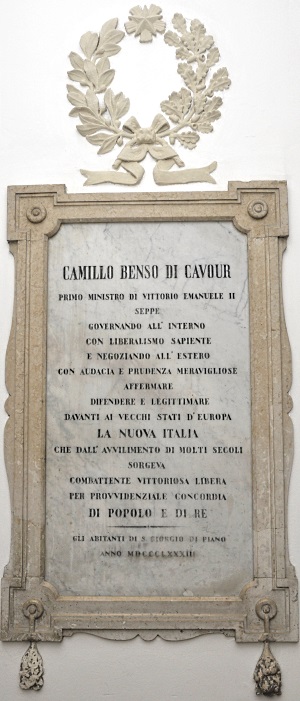 CAMILLO BENSO DI CAVOUR
PRIMO MINISTRO DI VITTORIO EMANUELE II
SEPPE
GOVERNANDO ALL' INTERNO
CON LIBERALISMO SAPIENTE
E NEGOZIANDO ALL' ESTERO
CON AUDACIA E PRUDENZA MERAVIGLIOSE
AFFERMARE
DIFENDERE E LEGITTIMARE
DAVANTI AI VECCHI STATI D' EUROPA
LA NUOVA ITALIA
CHE DALL' AVVILIMENTO DI MOLTI SECOLI
SORGEVA
COMBATTENTE VITTORIOSA LIBERA
PER PROVVIDENZIALE CONCORDIA
DI POPOLO E DI RE
GLI ABITANTI DI S. GIORGIO DI PIANO
ANNO MDCCCLXXXIII